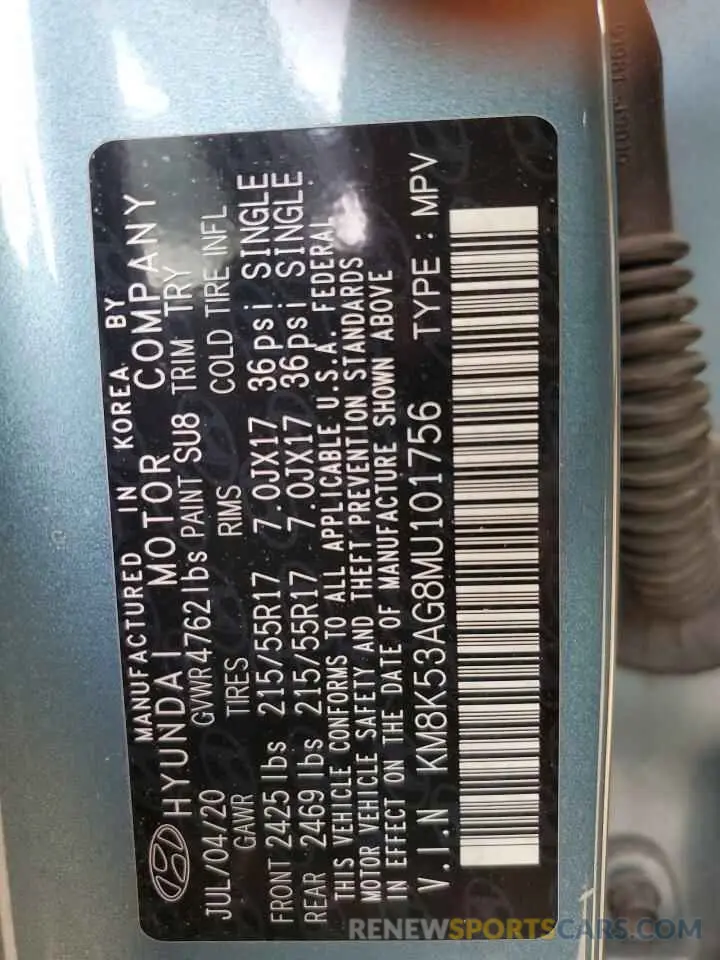 MANUFACTURED IN KOREA BY
HYUNDAI MOTOR COMPANY
JUL/04/20 GVWR 4762 lbs PAINT SU8 TRIM TRY
GAWR TIRES RIMS COLD TIRE INFL
FRONT 2425 lbs 215/55R17 7.0JX17 36psi SINGLE
REAR 2469 lbs 215/55R17 7.0JX17 36psi SINGLE
THIS VEHICLE CONFORMS TO ALL APPLICABLE U.S.A. FEDERAL
MOTOR VEHICLE SAFETY AND THEFT PREVENTION STANDARDS
IN EFFECT ON THE DATE OF MANUFACTURE SHOWN ABOVE
V.I.N KM8K53AG8MU101756 TYPE : MPV
RENEWSPORTSCARS.COM